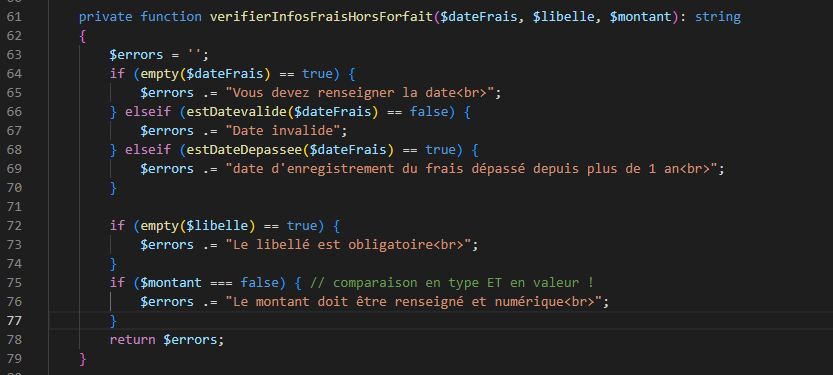 61 private function verifierInfosFraisHorsForfait($dateFrais, $libelle, $montant): string
62 {
63 $errors = '';
64 if (empty($dateFrais) == true) {
65 $errors .= "Vous devez renseigner la date<br>";
66 } elseif (estDatevalide($dateFrais) == false) {
67 $errors .= "Date invalide";
68 } elseif (estDateDepassee($dateFrais) == true) {
69 $errors .= "date d'enregistrement du frais dépassé depuis plus de 1 an<br>";
70 }
71
72 if (empty($libelle) == true) {
73 $errors .= "Le libellé est obligatoire<br>";
74 }
75 if ($montant === false) { // comparaison en type ET en valeur !
76 $errors .= "Le montant doit être renseigné et numérique<br>";
77 }
78 return $errors;
79 }